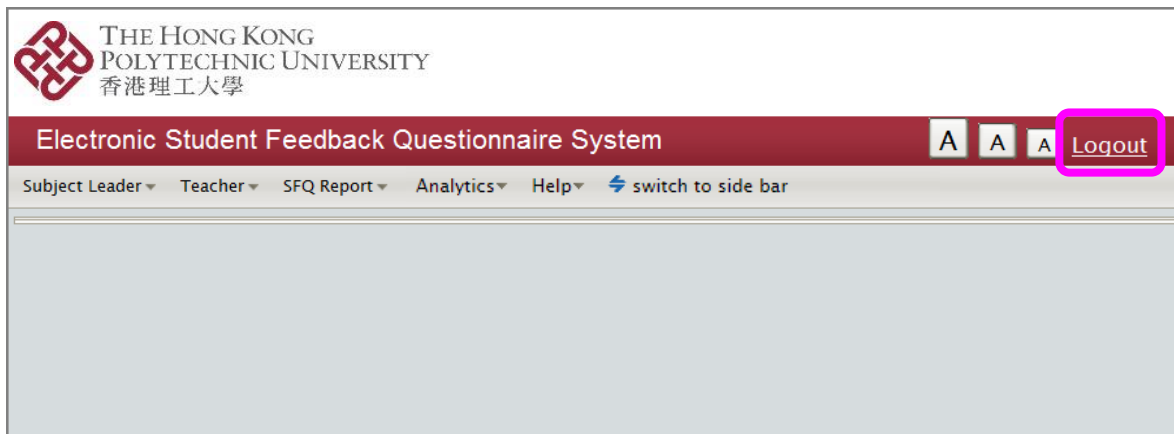 THE HONG KONG
POLYTECHNIC UNIVERSITY
香港理工大學
Electronic Student Feedback Questionnaire System A A A Logout
Subject Leader Teacher SFQ Report Analytics Help switch to side bar